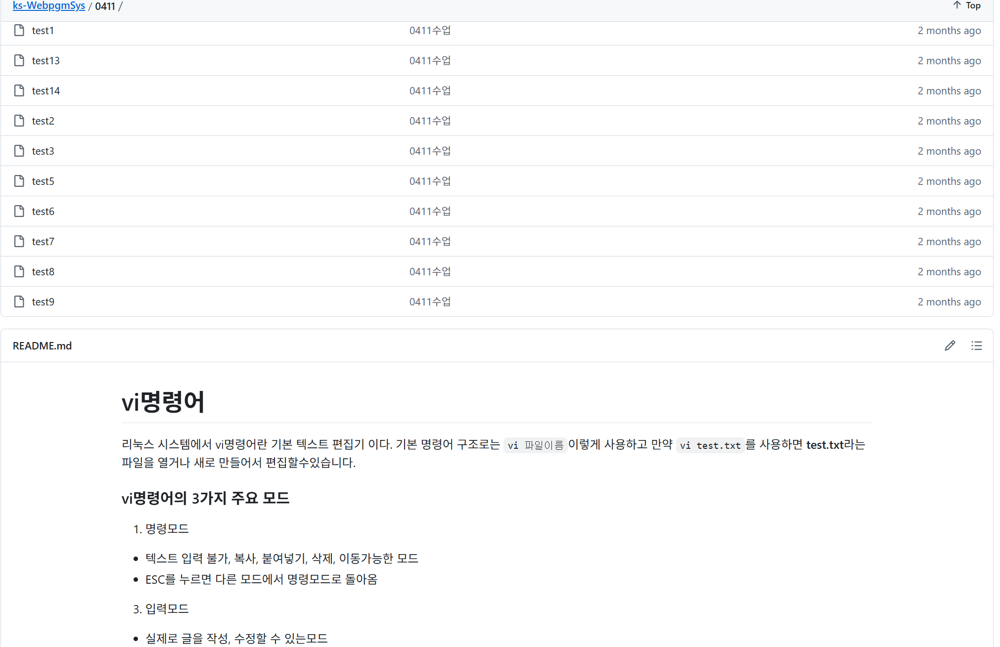 ks-WebpgmSys / 0411 / Top
test1 0411수업 2 months ago
test13 0411수업 2 months ago
test14 0411수업 2 months ago
test2 0411수업 2 months ago
test3 0411수업 2 months ago
test5 0411수업 2 months ago
test6 0411수업 2 months ago
test7 0411수업 2 months ago
test8 0411수업 2 months ago
test9 0411수업 2 months ago
README.md
vi명령어
리눅스 시스템에서 vi명령어란 기본 텍스트 편집기 이다. 기본 명령어 구조로는 vi 파일이름 이렇게 사용하고 만약 vi test.txt 를 사용하면 test.txt라는
파일을 열거나 새로 만들어서 편집할수있습니다.
vi명령어의 3가지 주요 모드
1. 명령모드
• 텍스트 입력 불가, 복사, 붙여넣기, 삭제, 이동가능한 모드
• ESC를 누르면 다른 모드에서 명령모드로 돌아옴
3. 입력모드
• 실제로 글을 작성, 수정할 수 있는모드